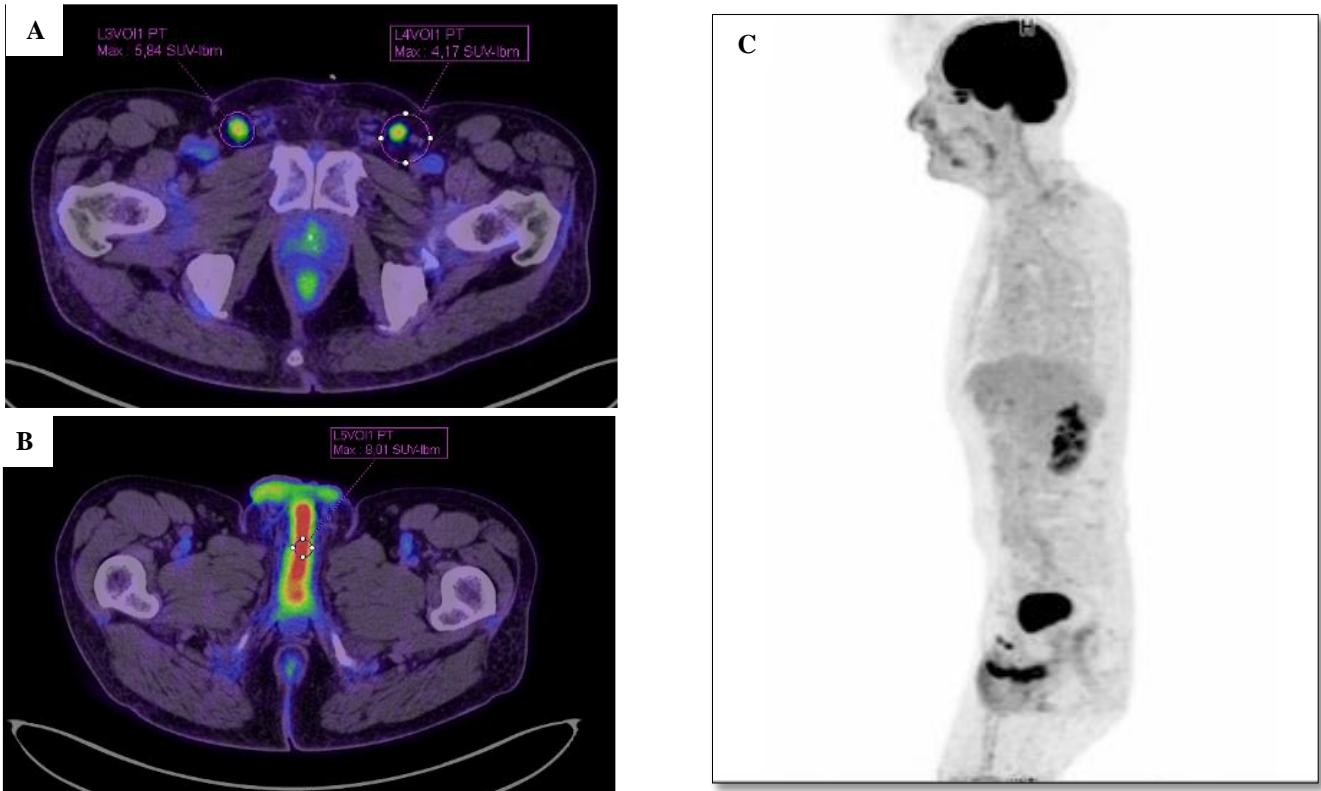 A
L3VOI1 PT
Max : 5,84 SUV-lbm
L4VOI1 PT
Max : 4,17 SUV-lbm
B
L5VOI1 PT
Max : 8,01 SUV-lbm
C
H